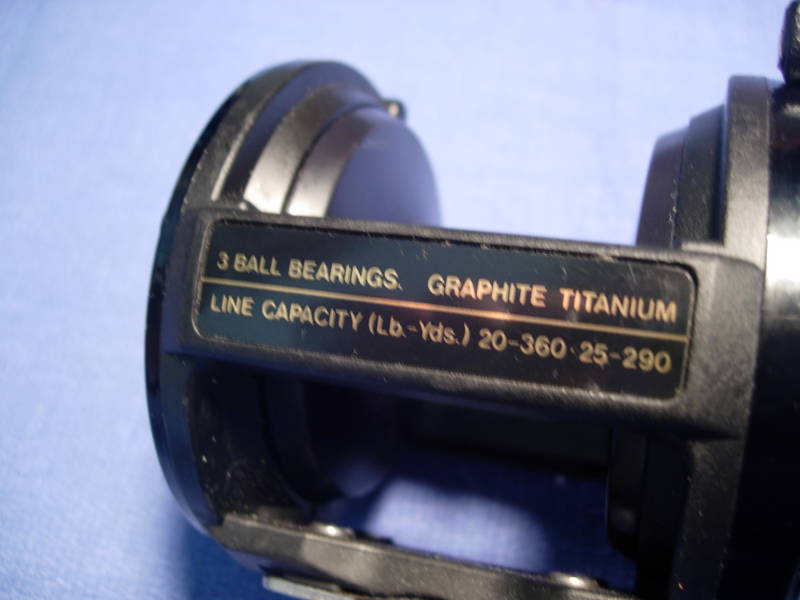 3 BALL BEARINGS. GRAPHITE TITANIUM
LINE CAPACITY (Lb.-Yds.) 20-360·25-290